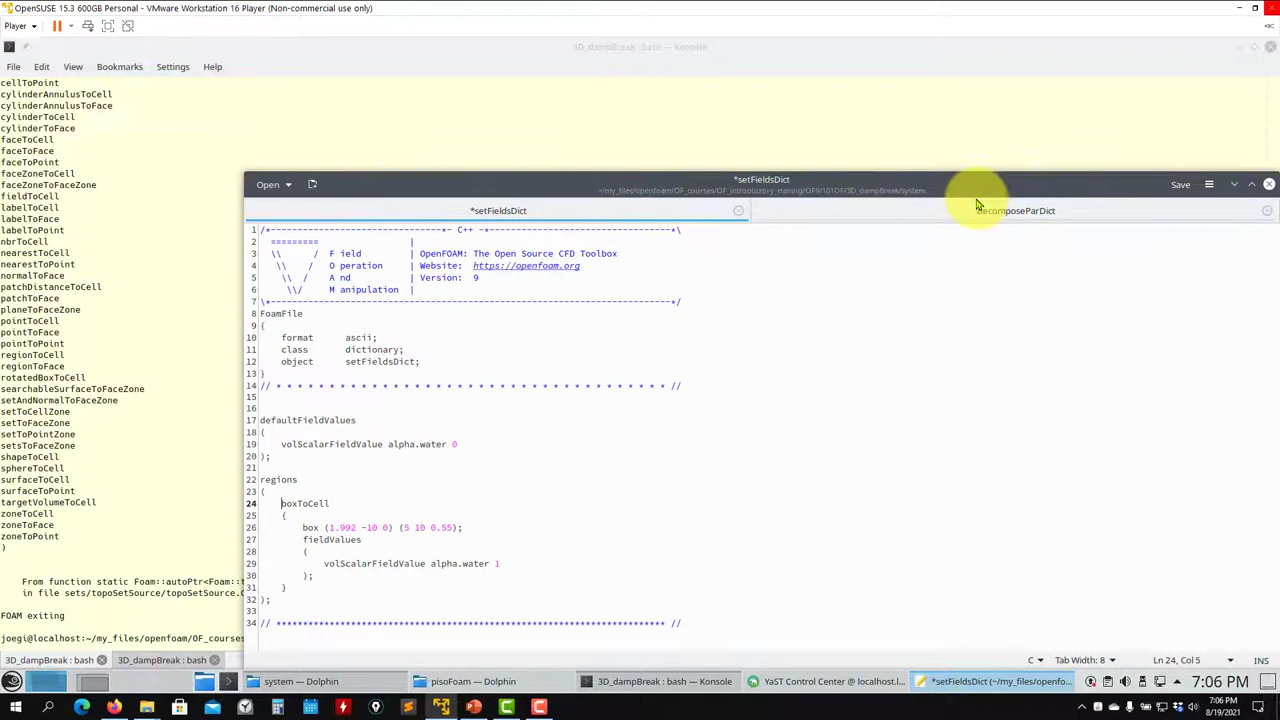 OpenSUSE 15.3 600GB Personal - VMware Workstation 16 Player (Non-commercial use only)
Player
3D_dampBreak : bash — Konsole
File Edit View Bookmarks Settings Help
cellToPoint
cylinderAnnulusToCell
cylinderAnnulusToFace
cylinderToCell
cylinderToFace
faceToCell
faceToFace
faceToPoint
faceZoneToCell
faceZoneToFaceZone
fieldToCell
labelToCell
labelToFace
labelToPoint
nbrToCell
nearestToCell
nearestToPoint
normalToFace
patchDistanceToCell
patchToFace
planeToFaceZone
pointToCell
pointToFace
pointToPoint
regionToCell
regionToFace
rotatedBoxToCell
searchableSurfaceToFaceZone
setAndNormalToFaceZone
setToCellZone
setToFaceZone
setToPointZone
setsToFaceZone
shapeToCell
sphereToCell
surfaceToCell
surfaceToPoint
targetVolumeToCell
zoneToCell
zoneToFace
zoneToPoint
)
From function static Foam::autoPtr<Foam::t
in file sets/topoSetSource/topoSetSource.C
FOAM exiting
joegi@localhost:~/my_files/openfoam/OF_courses
3D_dampBreak : bash 3D_dampBreak : bash
Open *setFieldsDict Save
*setFieldsDict decomposeParDict
1 /*--------------------------------*- C++ -*----------------------------------*\
2 ========= |
3 \\ / F ield | OpenFOAM: The Open Source CFD Toolbox
4 \\ / O peration | Website: https://openfoam.org
5 \\ / A nd | Version: 9
6 \\/ M anipulation |
7 \*---------------------------------------------------------------------------*/
8 FoamFile
9 {
10 format ascii;
11 class dictionary;
12 object setFieldsDict;
13 }
14 // * * * * * * * * * * * * * * * * * * * * * * * * * * * * * * * * * * * * * //
15
16
17 defaultFieldValues
18 (
19 volScalarFieldValue alpha.water 0
20 );
21
22 regions
23 (
24 boxToCell
25 {
26 box (1.992 -10 0) (5 10 0.55);
27 fieldValues
28 (
29 volScalarFieldValue alpha.water 1
30 );
31 }
32 );
33
34 // ************************************************************************* //
C Tab Width: 8 Ln 24, Col 5 INS
system — Dolphin pisoFoam — Dolphin 3D_dampBreak : bash — Konsole YaST Control Center @ localhost.l... *setFieldsDict (~/my_files/openfo... 7:06 PM
7:06 PM
8/19/2021